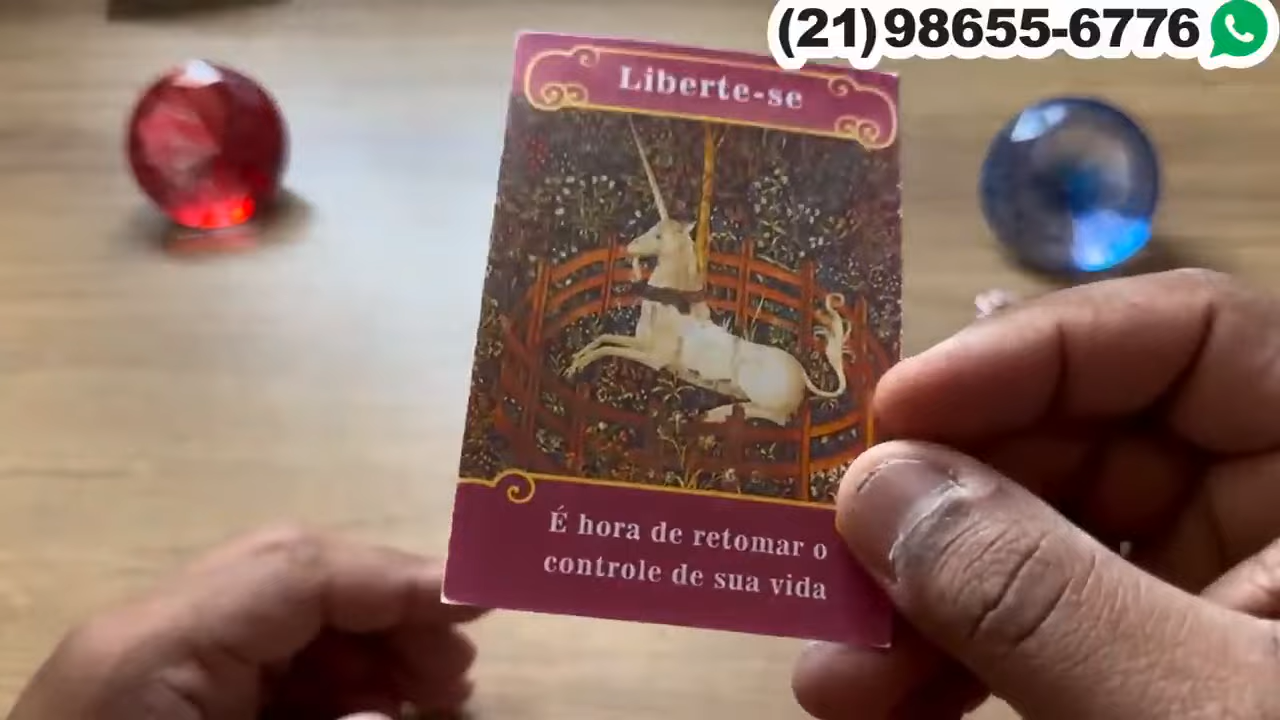 (21)98655-6776
Liberte-se
É hora de retomar o
controle de sua vida